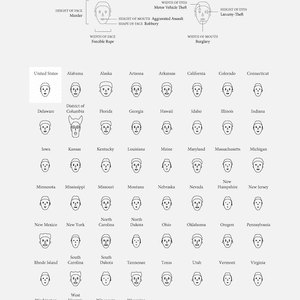 WIDTH OF EYES
HEIGHT OF FACE Motor Vehicle Theft HEIGHT OF EYES
Murder Larceny-Theft
HEIGHT OF MOUTH Aggravated Assault
SHAPE OF FACE Robbery
WIDTH OF FACE WIDTH OF MOUTH
Forcible Rape Burglary
United States Alabama Alaska Arizona Arkansas California Colorado Connecticut
Delaware District of Columbia Florida Georgia Hawaii Idaho Illinois Indiana
Iowa Kansas Kentucky Louisiana Maine Maryland Massachusetts Michigan
Minnesota Mississippi Missouri Montana Nebraska Nevada New Hampshire New Jersey
New Mexico New York North Carolina North Dakota Ohio Oklahoma Oregon Pennsylvania
Rhode Island South Carolina South Dakota Tennessee Texas Utah Vermont Virginia
West